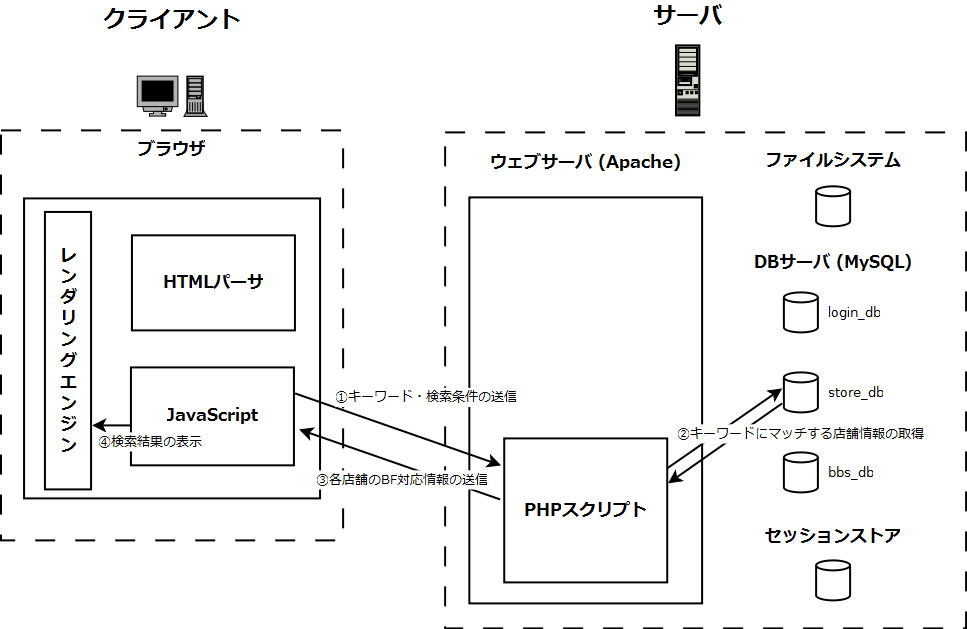 クライアント
サーバ
ブラウザ
ウェブサーバ (Apache)
ファイルシステム
レンダリングエンジン
HTMLパーサ
DBサーバ (MySQL)
login_db
JavaScript
①キーワード・検索条件の送信
store_db
②キーワードにマッチする店舗情報の取得
④検索結果の表示
③各店舗のBF対応情報の送信
bbs_db
PHPスクリプト
セッションストア